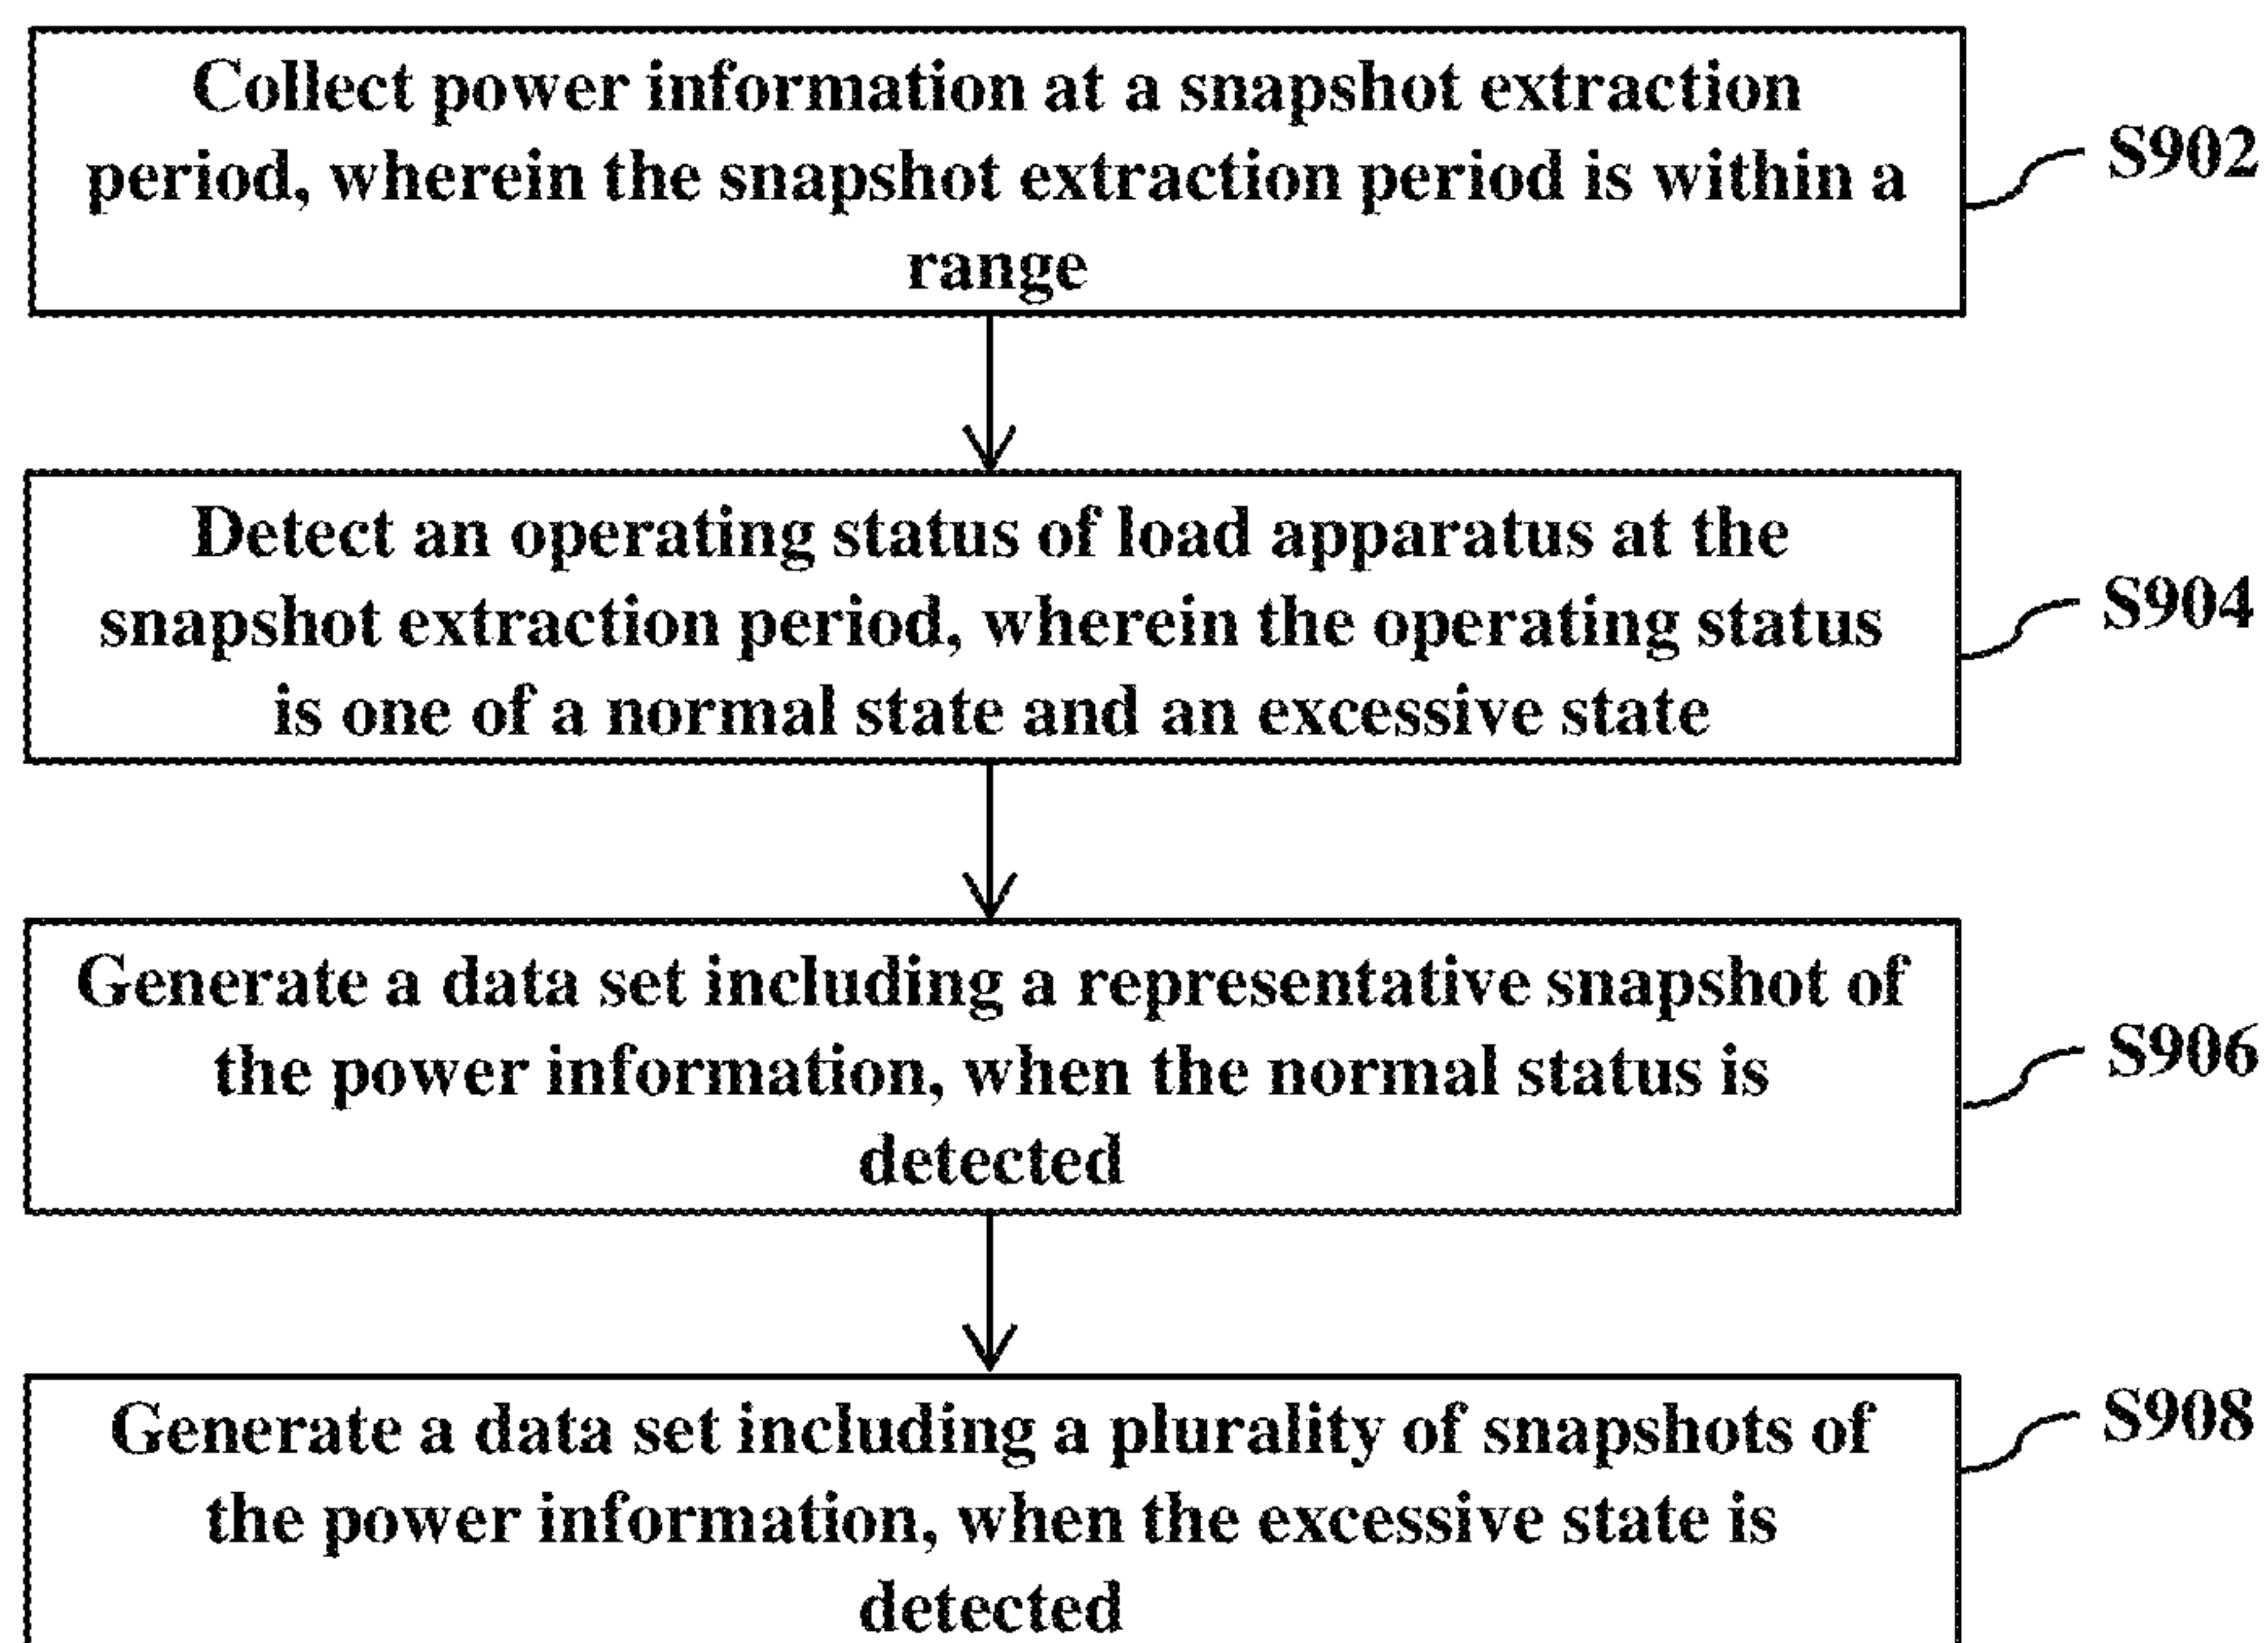 Collect power information at a snapshot extraction
period, wherein the snapshot extraction period is within a
range
S902
Detect an operating status of load apparatus at the
snapshot extraction period, wherein the operating status
is one of a normal state and an excessive state
S904
Generate a data set including a representative snapshot of
the power information, when the normal status is
detected
S906
Generate a data set including a plurality of snapshots of
the power information, when the excessive state is
detected
S908